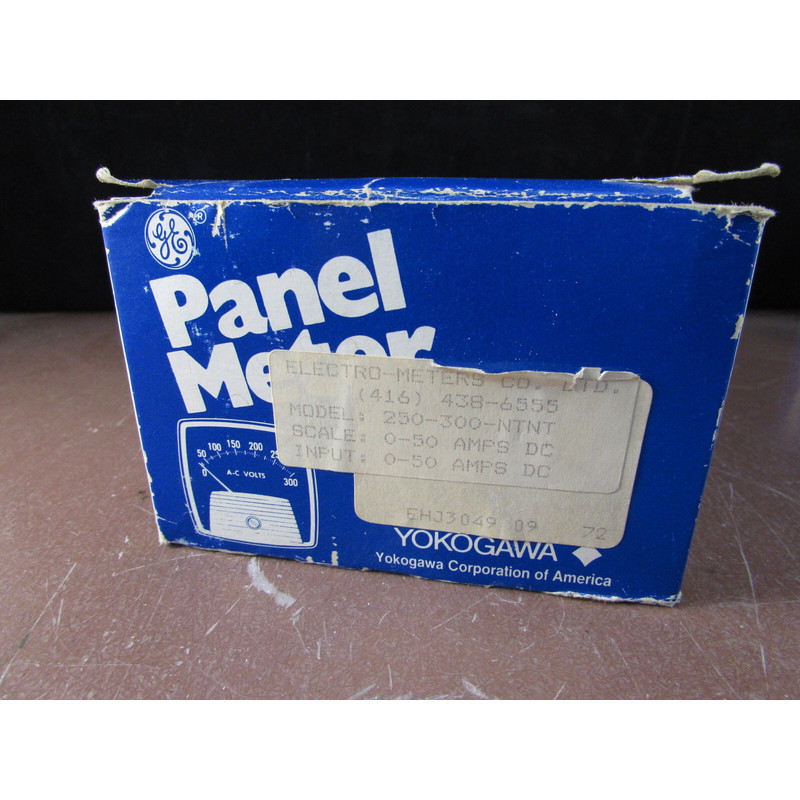 GE ®
Panel
Meter
ELECTRO-METERS CO. LTD.
(416) 438-6555
MODEL: 250-300-NTNT
SCALE: 0-50 AMPS DC
INPUT: 0-50 AMPS DC
EHJ3049 09 72
0 50 100 150 200 300
A-C VOLTS
YOKOGAWA
Yokogawa Corporation of America